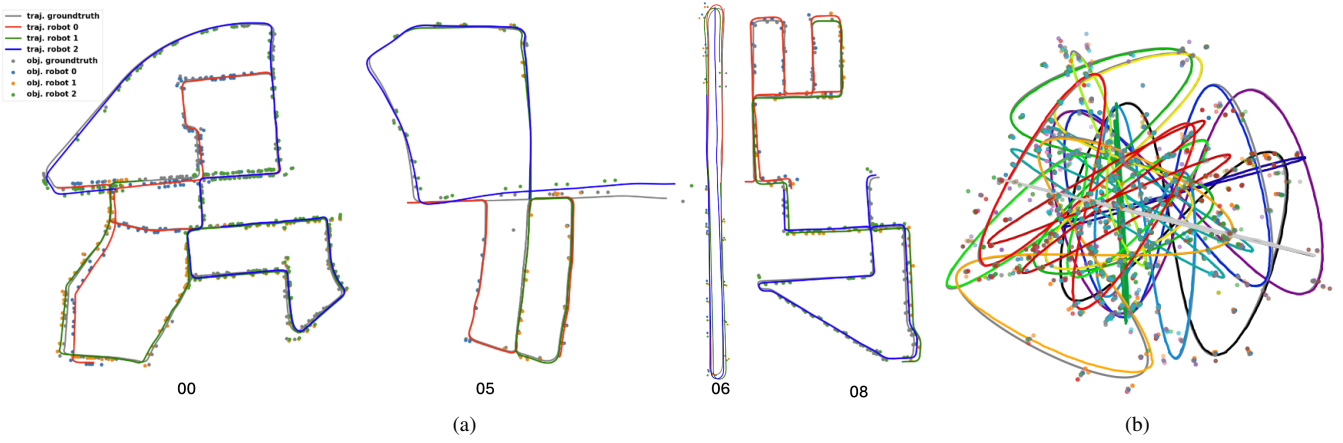 traj. groundtruth
traj. robot 0
traj. robot 1
traj. robot 2
obj. groundtruth
obj. robot 0
obj. robot 1
obj. robot 2
00
05
06
08
(a)
(b)